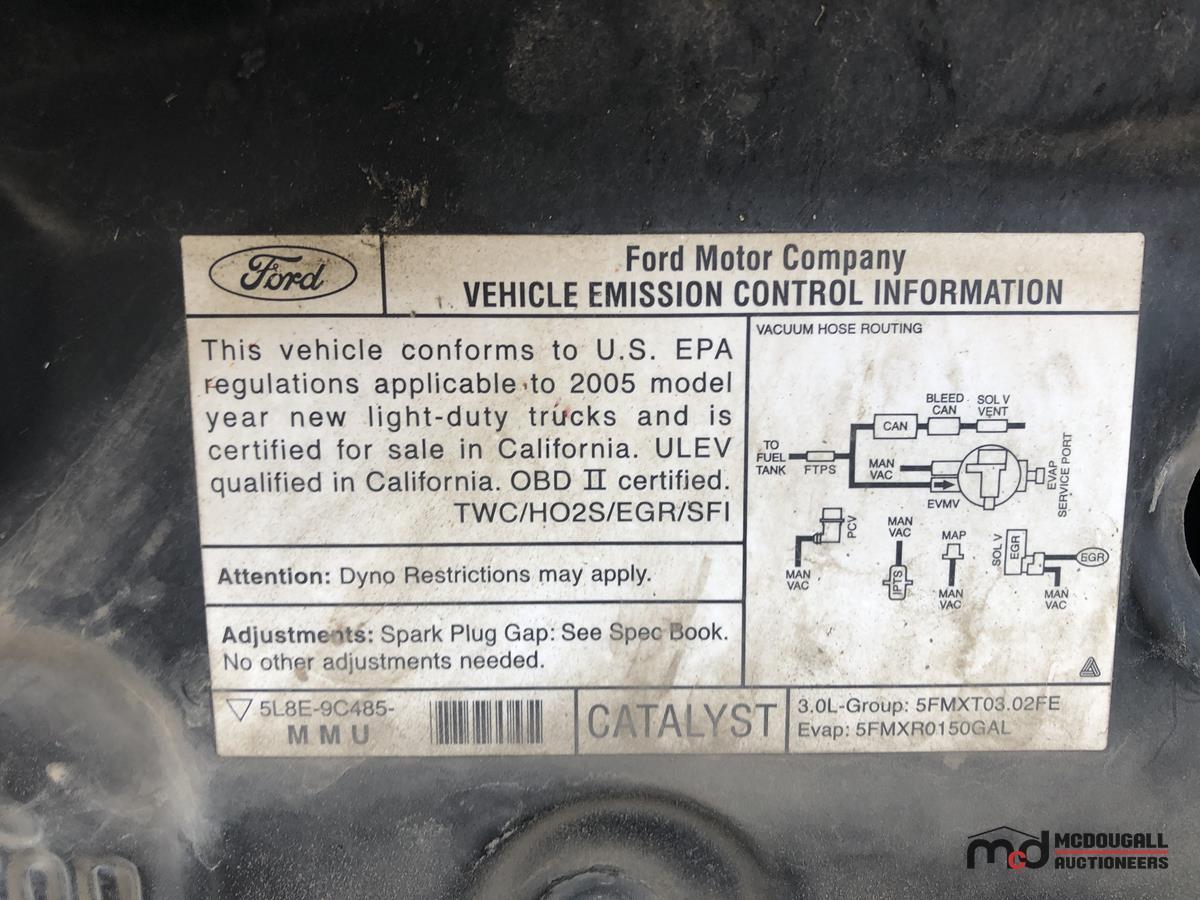 Ford
Ford Motor Company
VEHICLE EMISSION CONTROL INFORMATION
This vehicle conforms to U.S. EPA
regulations applicable to 2005 model
year new light-duty trucks and is
certified for sale in California. ULEV
qualified in California. OBD II certified.
TWC/HO2S/EGR/SFI
Attention: Dyno Restrictions may apply.
Adjustments: Spark Plug Gap: See Spec Book.
No other adjustments needed.
VACUUM HOSE ROUTING
BLEED
CAN
SOL V
VENT
CAN
TO
FUEL
TANK
FTPS
MAN
VAC
EVMV
EVAP
SERVICE PORT
PCV
MAN
VAC
MAN
VAC
IPTS
MAP
MAN
VAC
SOL V
EGR
EGR
MAN
VAC
5L8E-9C485-
MMU
CATALYST
3.0L-Group: 5FMXT03.02FE
Evap: 5FMXR0150GAL
mcd
MCDOUGALL
AUCTIONEERS